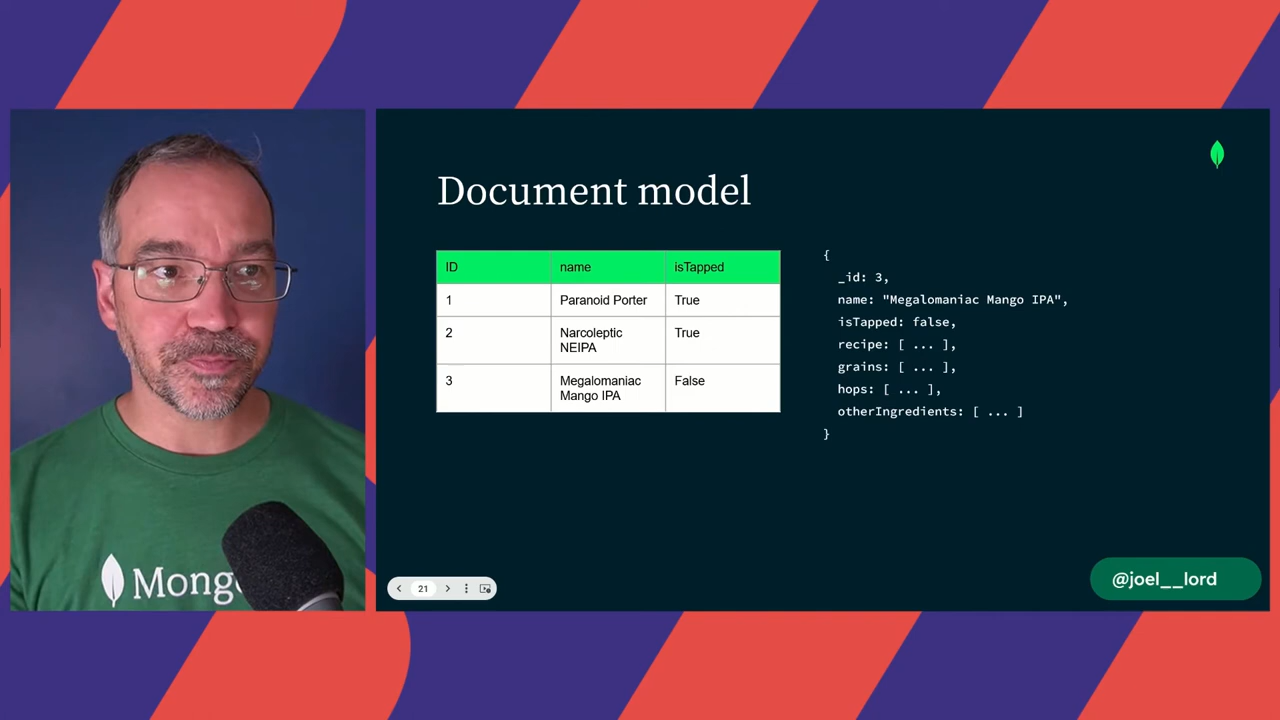 Document model
ID name isTapped
1 Paranoid Porter True
2 Narcoleptic True
NEIPA
3 Megalomaniac False
Mango IPA
{
_id: 3,
name: "Megalomaniac Mango IPA",
isTapped: false,
recipe: [ ... ],
grains: [ ... ],
hops: [ ... ],
otherIngredients: [ ... ]
}
Mongo
21
@joel__lord